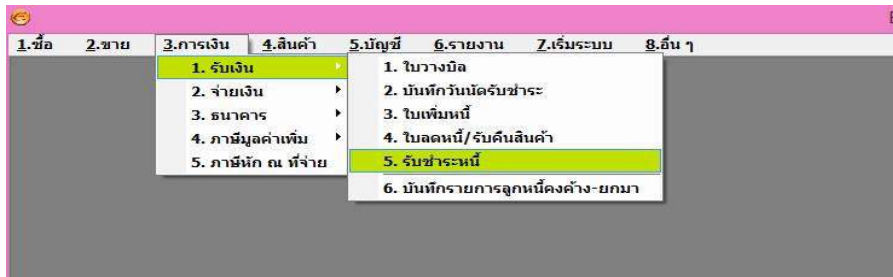 1.ซื้อ 2.ขาย 3.การเงิน 4.สินค้า 5.บัญชี 6.รายงาน 7.เริ่มระบบ 8.อื่น ๆ
1. รับเงิน
2. จ่ายเงิน
3. ธนาคาร
4. ภาษีมูลค่าเพิ่ม
5. ภาษีหัก ณ ที่จ่าย
1. ใบวางบิล
2. บันทึกวันนัดรับชำระ
3. ใบเพิ่มหนี้
4. ใบลดหนี้/รับคืนสินค้า
5. รับชำระหนี้
6. บันทึกรายการลูกหนี้คงค้าง-ยกมา